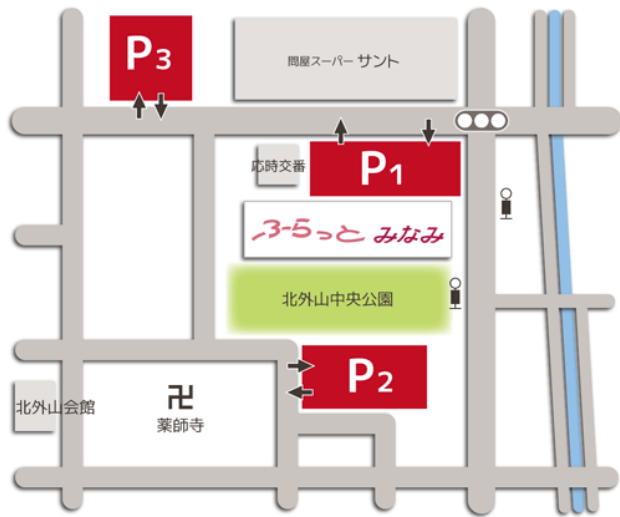 P3
問屋スーパー サント
応時交番
P1
ふらっと みなみ
北外山中央公園
P2
北外山会館
卍
薬師寺